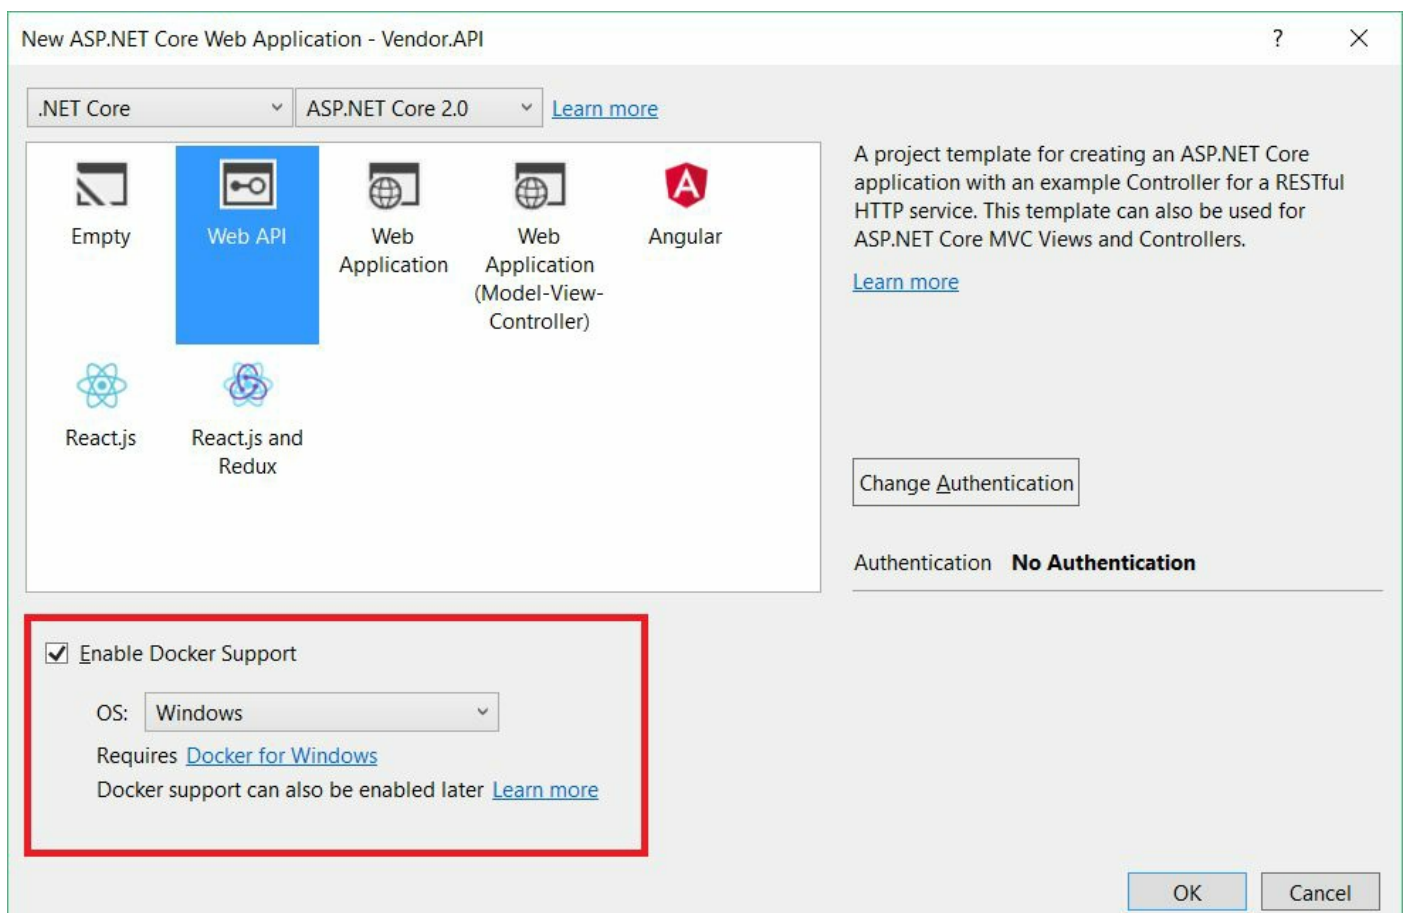 New ASP.NET Core Web Application - Vendor.API
?
.NET Core
ASP.NET Core 2.0
Learn more
Empty
Web API
Web
Application
Web
Application
(Model-View-
Controller)
Angular
React.js
React.js and
Redux
A project template for creating an ASP.NET Core
application with an example Controller for a RESTful
HTTP service. This template can also be used for
ASP.NET Core MVC Views and Controllers.
Learn more
Change Authentication
Authentication No Authentication
Enable Docker Support
OS: Windows
Requires Docker for Windows
Docker support can also be enabled later Learn more
OK
Cancel